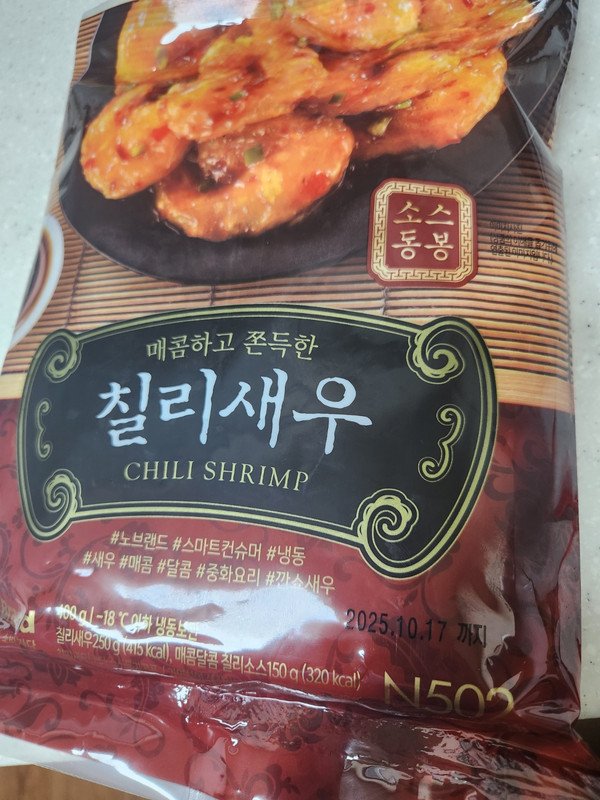 소스
동봉
매콤하고 쫀득한
칠리새우
CHILI SHRIMP
#노브랜드 #스마트컨슈머 #냉동
#새우 #매콤 #달콤 #중화요리 #깐쇼새우
400 g | -18 ℃ 이하 냉동보관
2025.10.17 까지
칠리새우250 g (415 kcal), 매콤달콤 칠리소스150 g (320 kcal)
N502